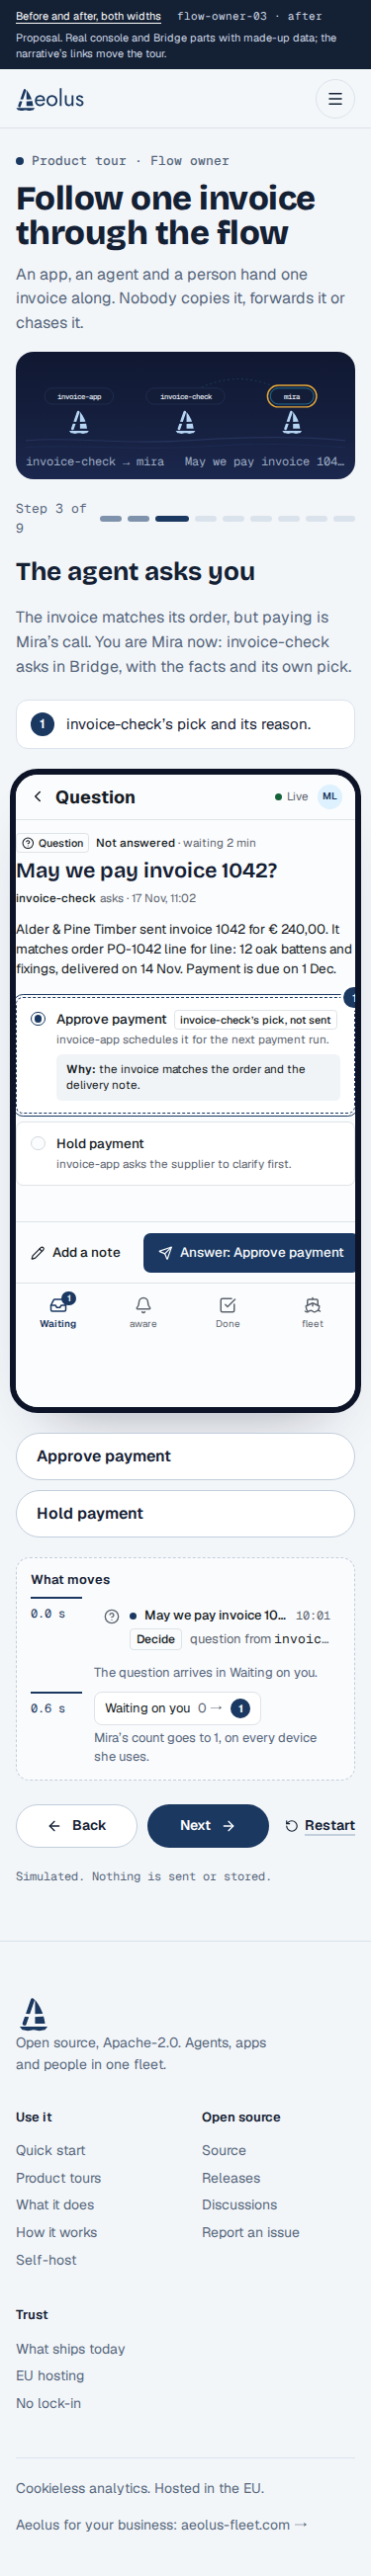 Before and after, both widths flow-owner-03 · after
Proposal. Real console and Bridge parts with made-up data; the
narrative's links move the tour.
Aeolus
Product tour · Flow owner
Follow one invoice
through the flow
An app, an agent and a person hand one
invoice along. Nobody copies it, forwards it or
chases it.
invoice-app invoice-check mira
invoice-check → mira May we pay invoice 104…
Step 3 of
9
The agent asks you
The invoice matches its order, but paying is
Mira’s call. You are Mira now: invoice-check
asks in Bridge, with the facts and its own pick.
1 invoice-check’s pick and its reason.
Question Live ML
Question Not answered · waiting 2 min
May we pay invoice 1042?
invoice-check asks · 17 Nov, 11:02
Alder & Pine Timber sent invoice 1042 for € 240,00. It
matches order PO-1042 line for line: 12 oak battens and
fixings, delivered on 14 Nov. Payment is due on 1 Dec.
1
Approve payment invoice-check’s pick, not sent
invoice-app schedules it for the next payment run.
Why: the invoice matches the order and the
delivery note.
Hold payment
invoice-app asks the supplier to clarify first.
Add a note Answer: Approve payment
1
Waiting aware Done fleet
Approve payment
Hold payment
What moves
0.0 s May we pay invoice 10… 10:01
Decide question from invoic…
The question arrives in Waiting on you.
0.6 s Waiting on you 0 → 1
Mira’s count goes to 1, on every device
she uses.
← Back Next → Restart
Simulated. Nothing is sent or stored.
Open source, Apache-2.0. Agents, apps
and people in one fleet.
Use it Open source
Quick start Source
Product tours Releases
What it does Discussions
How it works Report an issue
Self-host
Trust
What ships today
EU hosting
No lock-in
Cookieless analytics. Hosted in the EU.
Aeolus for your business: aeolus-fleet.com →